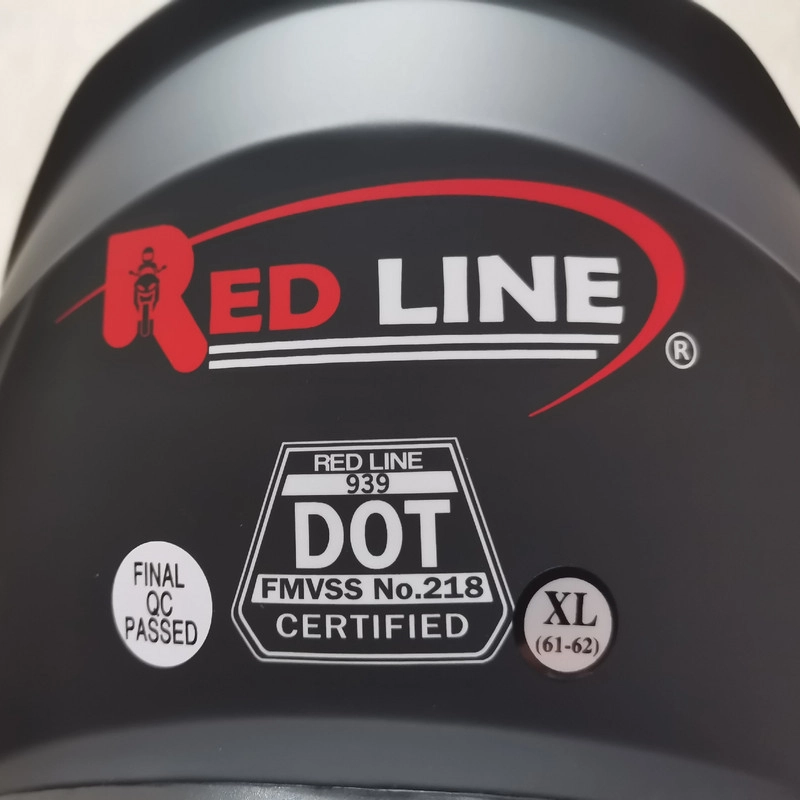 RED LINE
®
RED LINE
939
DOT
FMVSS No.218
CERTIFIED
FINAL
QC
PASSED
XL
(61-62)